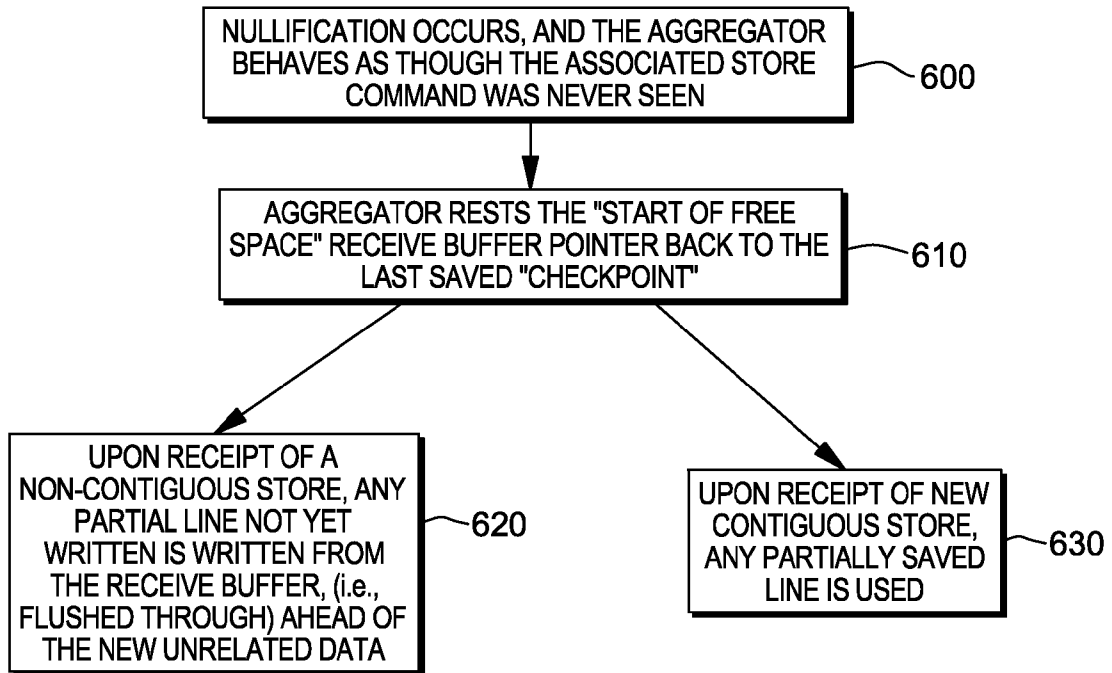 NULLIFICATION OCCURS, AND THE AGGREGATOR
BEHAVES AS THOUGH THE ASSOCIATED STORE
COMMAND WAS NEVER SEEN
600
AGGREGATOR RESTS THE "START OF FREE
SPACE" RECEIVE BUFFER POINTER BACK TO THE
LAST SAVED "CHECKPOINT"
610
UPON RECEIPT OF A
NON-CONTIGUOUS STORE, ANY
PARTIAL LINE NOT YET
WRITTEN IS WRITTEN FROM
THE RECEIVE BUFFER, (i.e.,
FLUSHED THROUGH) AHEAD OF
THE NEW UNRELATED DATA
620
UPON RECEIPT OF NEW
CONTIGUOUS STORE,
ANY PARTIALLY SAVED
LINE IS USED
630